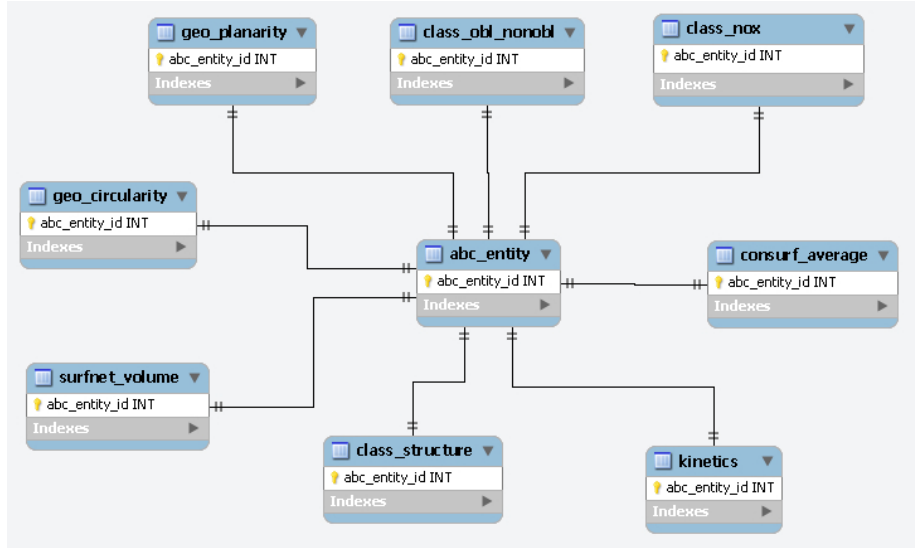 geo_planarity
abc_entity_id INT
Indexes
class_obl_nonobl
abc_entity_id INT
Indexes
class_nox
abc_entity_id INT
Indexes
geo_circularity
abc_entity_id INT
Indexes
abc_entity
abc_entity_id INT
Indexes
consurf_average
abc_entity_id INT
Indexes
surfnet_volume
abc_entity_id INT
Indexes
class_structure
abc_entity_id INT
Indexes
kinetics
abc_entity_id INT
Indexes